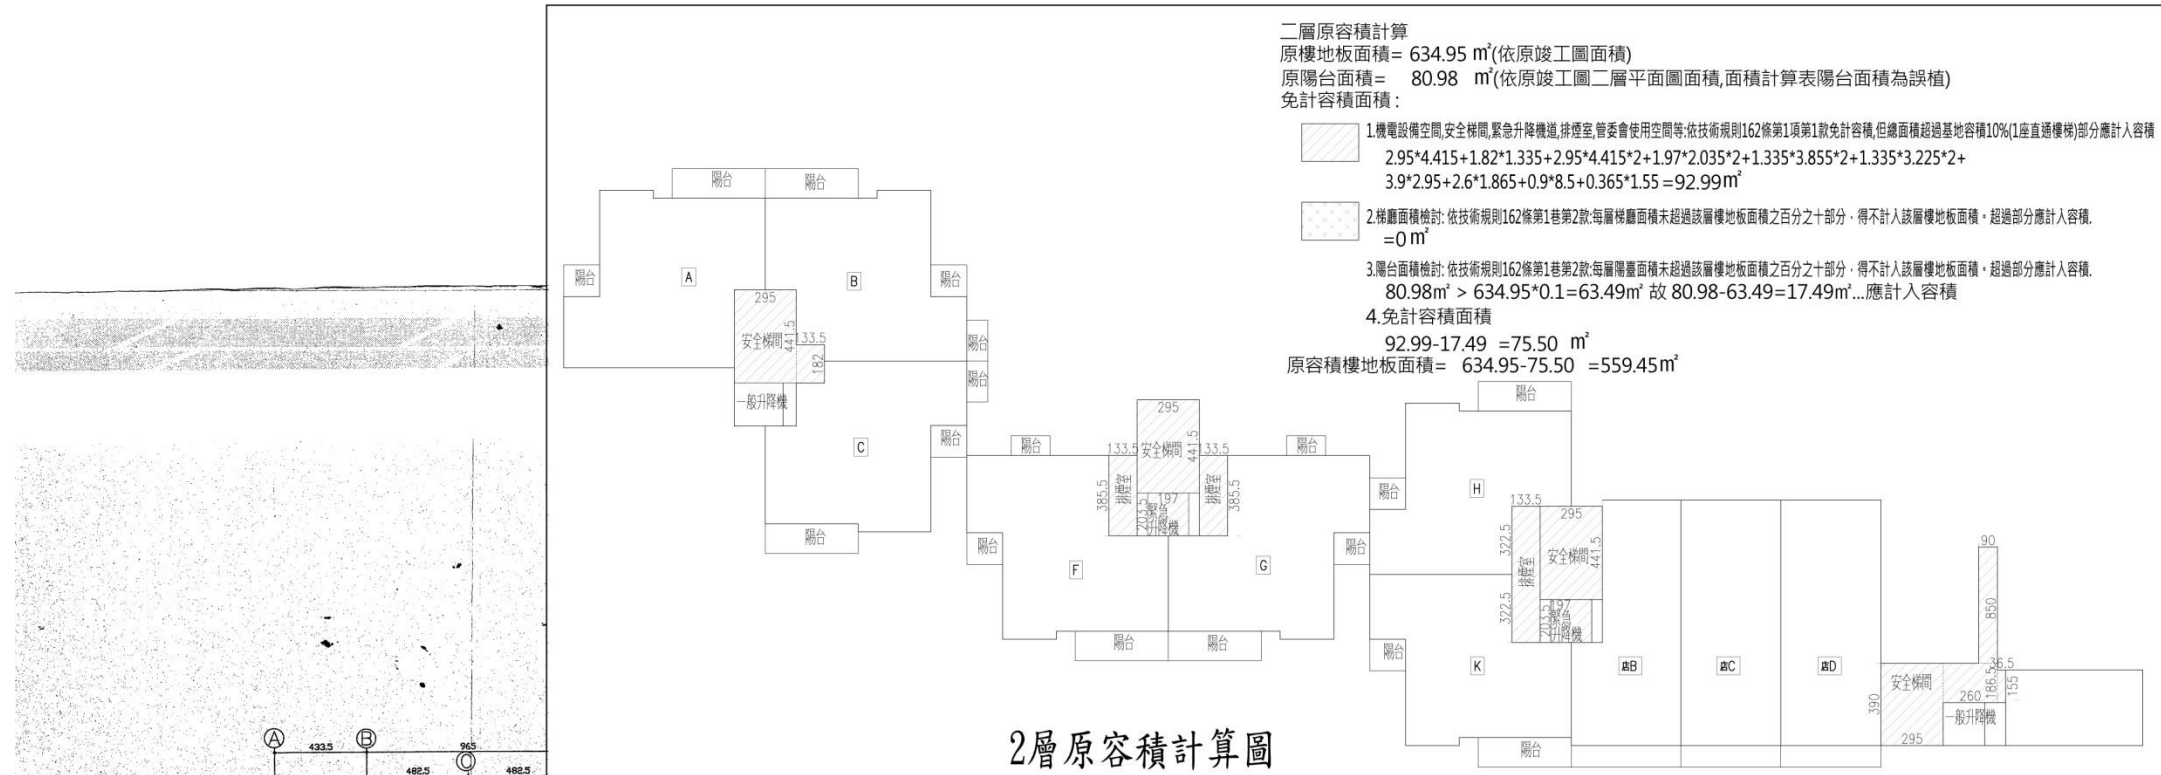 二層原容積計算
原樓地板面積= 634.95 ㎡(依原竣工圖面積)
原陽台面積= 80.98 ㎡(依原竣工圖二層平面圖面積,面積計算表陽台面積為誤植)
免計容積面積:
1.機電設備空間,安全梯間,緊急升降機道,排煙室,管委會使用空間等:依技術規則162條第1項第1款免計容積,但總面積超過基地容積10%(1座直通樓梯)部分應計入容積
2.95*4.415+1.82*1.335+2.95*4.415*2+1.97*2.035*2+1.335*3.855*2+1.335*3.225*2+
3.9*2.95+2.6*1.865+0.9*8.5+0.365*1.55=92.99㎡
2.梯廳面積檢討: 依技術規則162條第1巷第2款:每層梯廳面積未超過該層樓地板面積之百分之十部分，得不計入該層樓地板面積。超過部分應計入容積.
=0㎡
3.陽台面積檢討: 依技術規則162條第1巷第2款:每層陽臺面積未超過該層樓地板面積之百分之十部分，得不計入該層樓地板面積。超過部分應計入容積.
80.98㎡ > 634.95*0.1=63.49㎡ 故 80.98-63.49=17.49㎡...應計入容積
4.免計容積面積
92.99-17.49 =75.50 ㎡
原容積樓地板面積= 634.95-75.50 =559.45㎡
陽台
陽台
陽台
A
B
陽台
295
安全梯間
441.5
133.5
182
一般升降機
陽台
陽台
C
陽台
陽台
陽台
295
安全梯間
441.5
133.5
133.5
排煙室
385.5
197
203.5
緊急
升降機
排煙室
385.5
陽台
陽台
F
G
陽台
陽台
陽台
陽台
陽台
H
133.5
295
322.5
安全梯間
441.5
排煙室
322.5
197
203.5
緊急
升降機
陽台
K
陽台
店B
店C
店D
90
850
36.5
安全梯間
186.5
155
390
260
一般升降機
295
2層原容積計算圖
A
433.5
B
965
C
482.5
482.5